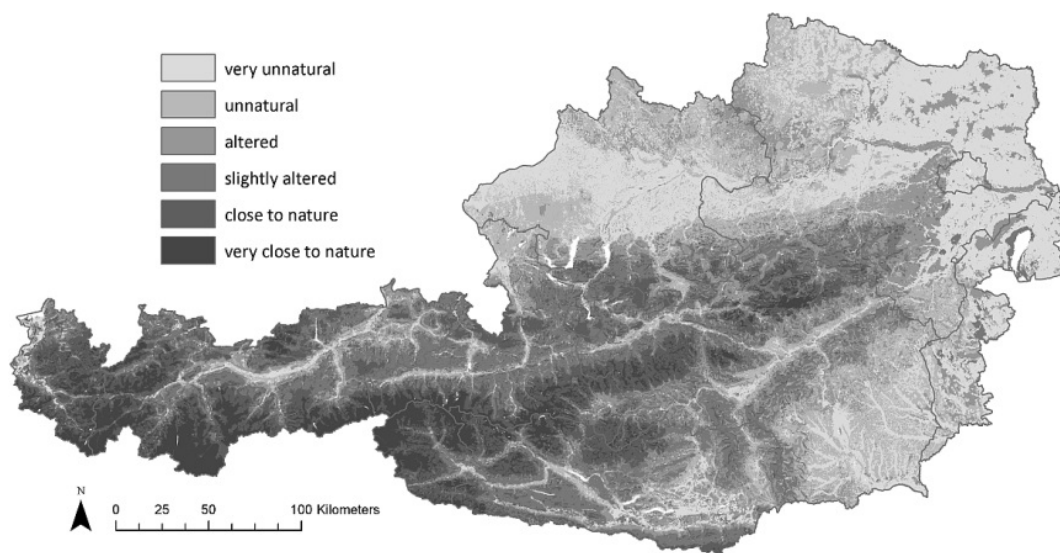 very unnatural
unnatural
altered
slightly altered
close to nature
very close to nature
N
0 25 50 100 Kilometers